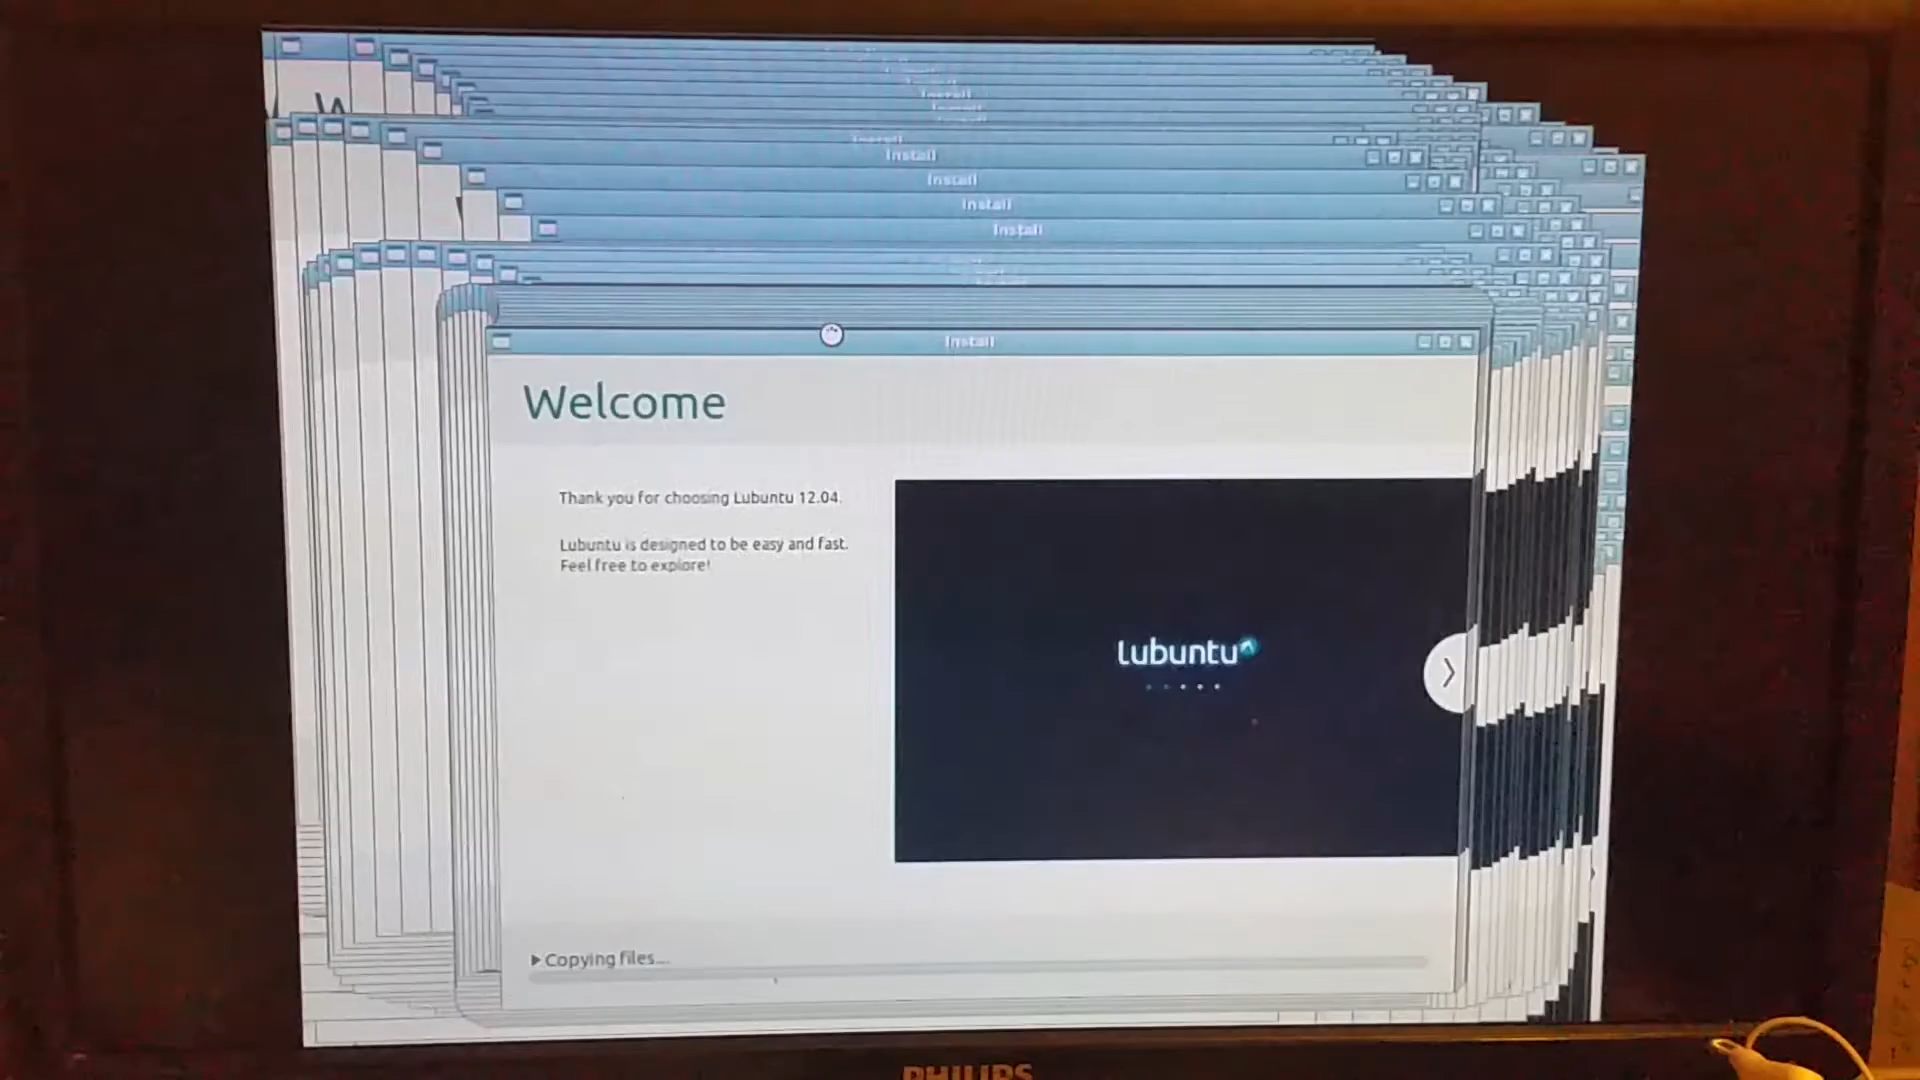 W
Install
Install
Install
Install
Install
Install
Welcome
Thank you for choosing Lubuntu 12.04.
Lubuntu is designed to be easy and fast.
Feel free to explore!
Lubuntu
Copying files...
PHILIPS